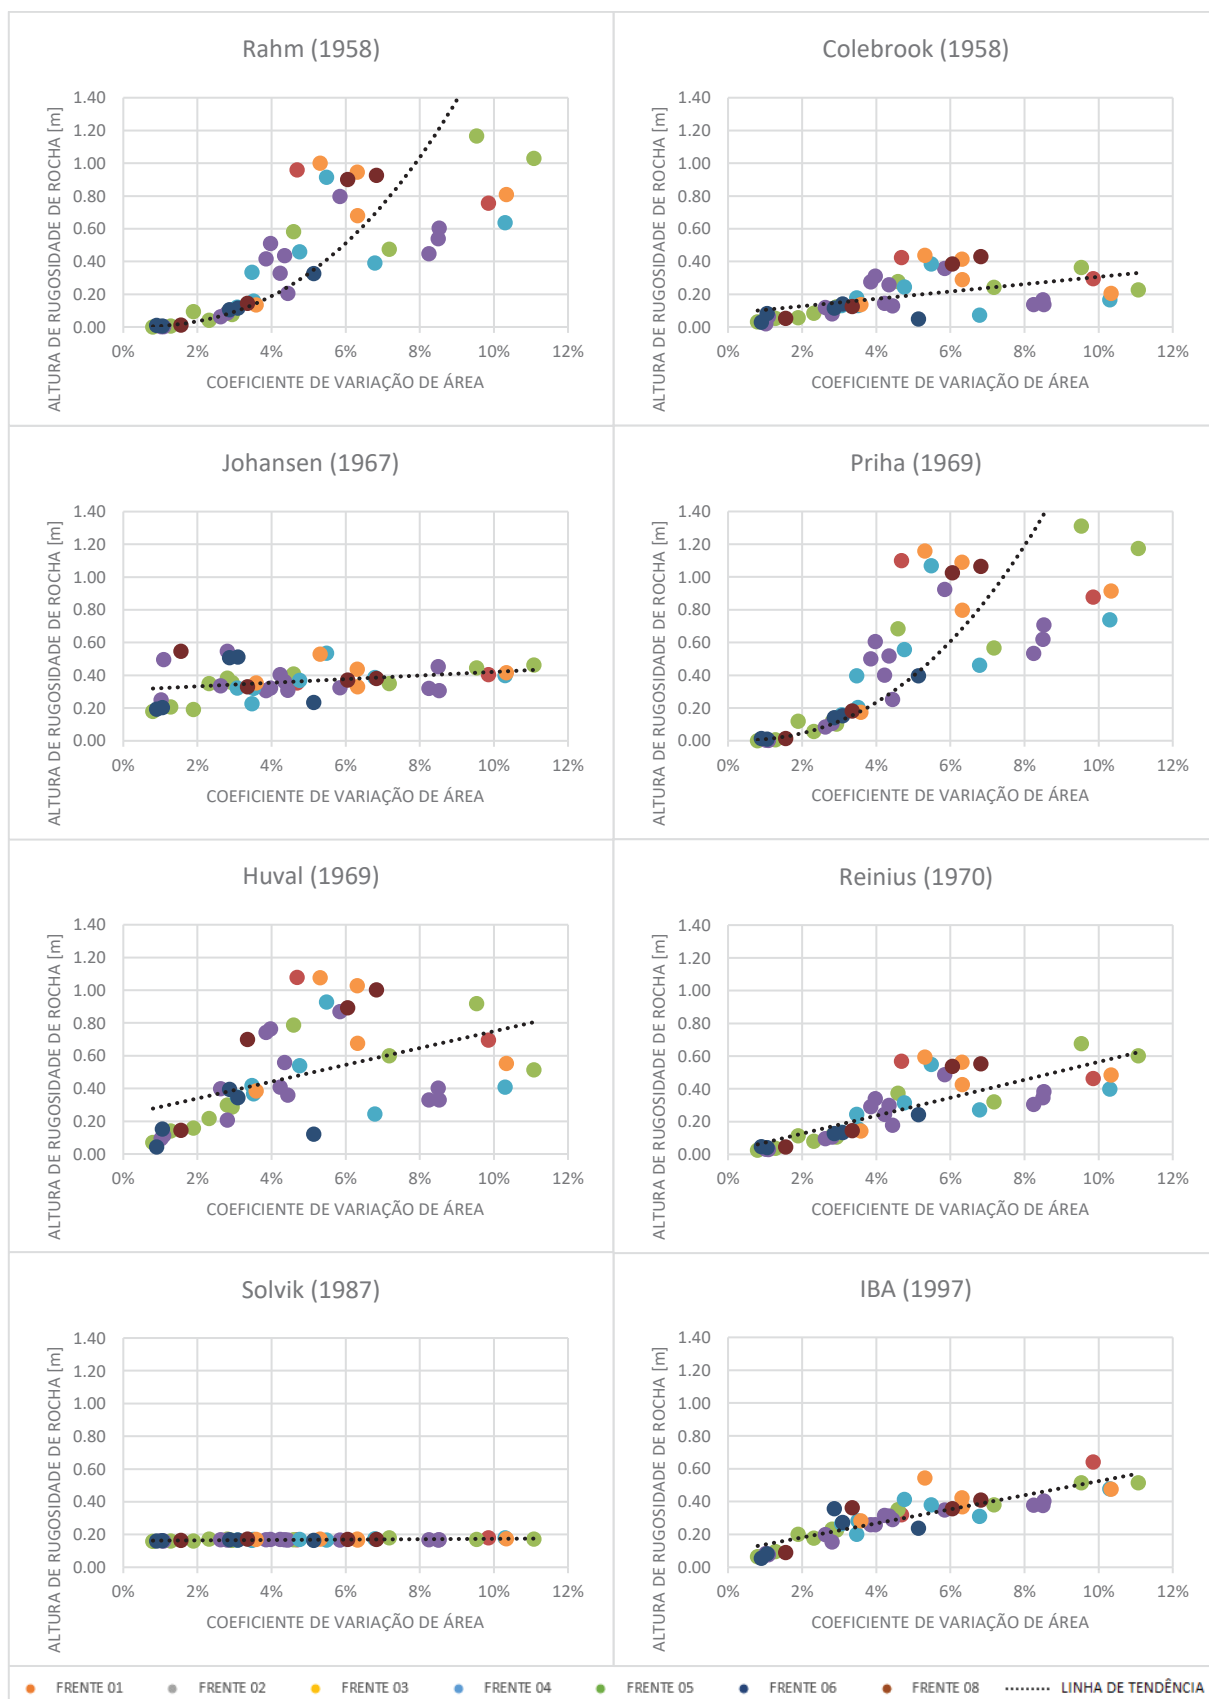 Rahm (1958)
ALTURA DE RUGOSIDADE DE ROCHA [m]
1.40
1.20
1.00
0.80
0.60
0.40
0.20
0.00
0% 2% 4% 6% 8% 10% 12%
COEFICIENTE DE VARIAÇÃO DE ÁREA
Colebrook (1958)
ALTURA DE RUGOSIDADE DE ROCHA [m]
1.40
1.20
1.00
0.80
0.60
0.40
0.20
0.00
0% 2% 4% 6% 8% 10% 12%
COEFICIENTE DE VARIAÇÃO DE ÁREA
Johansen (1967)
ALTURA DE RUGOSIDADE DE ROCHA [m]
1.40
1.20
1.00
0.80
0.60
0.40
0.20
0.00
0% 2% 4% 6% 8% 10% 12%
COEFICIENTE DE VARIAÇÃO DE ÁREA
Priha (1969)
ALTURA DE RUGOSIDADE DE ROCHA [m]
1.40
1.20
1.00
0.80
0.60
0.40
0.20
0.00
0% 2% 4% 6% 8% 10% 12%
COEFICIENTE DE VARIAÇÃO DE ÁREA
Huval (1969)
ALTURA DE RUGOSIDADE DE ROCHA [m]
1.40
1.20
1.00
0.80
0.60
0.40
0.20
0.00
0% 2% 4% 6% 8% 10% 12%
COEFICIENTE DE VARIAÇÃO DE ÁREA
Reinius (1970)
ALTURA DE RUGOSIDADE DE ROCHA [m]
1.40
1.20
1.00
0.80
0.60
0.40
0.20
0.00
0% 2% 4% 6% 8% 10% 12%
COEFICIENTE DE VARIAÇÃO DE ÁREA
Solvik (1987)
ALTURA DE RUGOSIDADE DE ROCHA [m]
1.40
1.20
1.00
0.80
0.60
0.40
0.20
0.00
0% 2% 4% 6% 8% 10% 12%
COEFICIENTE DE VARIAÇÃO DE ÁREA
IBA (1997)
ALTURA DE RUGOSIDADE DE ROCHA [m]
1.40
1.20
1.00
0.80
0.60
0.40
0.20
0.00
0% 2% 4% 6% 8% 10% 12%
COEFICIENTE DE VARIAÇÃO DE ÁREA
FRENTE 01 FRENTE 02 FRENTE 03 FRENTE 04 FRENTE 05 FRENTE 06 FRENTE 08 LINHA DE TENDÊNCIA